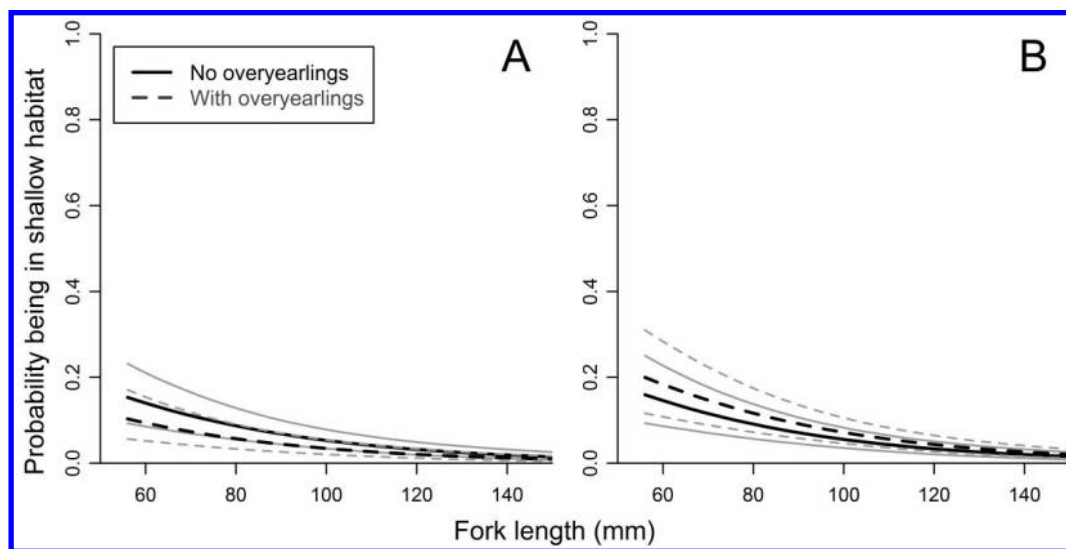 A
B
No overyearlings
With overyearlings
Probability being in shallow habitat
1.0
0.8
0.6
0.4
0.2
0.0
60 80 100 120 140
1.0
0.8
0.6
0.4
0.2
0.0
60 80 100 120 140
Fork length (mm)